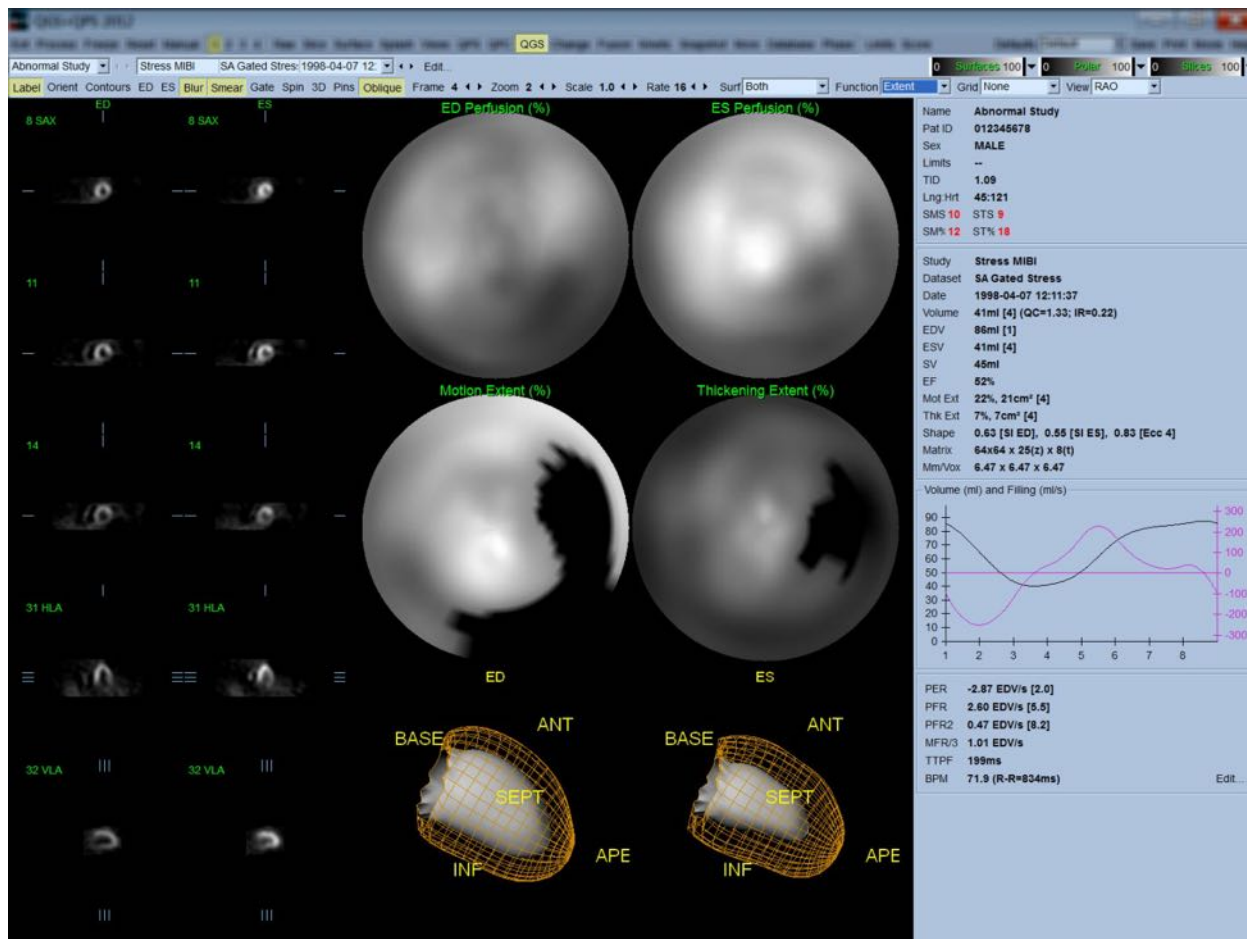 QGS+QPS 2012
QGS
Abnormal Study Stress MIBI SA Gated Stres: 1998-04-07 12: Edit...
0 Surfaces 100 0 Polar 100 0 Slices 100
Label Orient Contours ED ES Blur Smear Gate Spin 3D Pins Oblique Frame 4 Zoom 2 Scale 1.0 Rate 16 Surf Both Function Extent Grid None View RAO
ED ES
8 SAX 8 SAX
11 11
14 14
31 HLA 31 HLA
32 VLA 32 VLA
ED Perfusion (%) ES Perfusion (%)
Motion Extent (%) Thickening Extent (%)
ED ES
BASE ANT SEPT INF APE
BASE ANT SEPT INF APE
Name Abnormal Study
Pat ID 012345678
Sex MALE
Limits --
TID 1.09
Lng:Hrt 45:121
SMS 10 STS 9
SM% 12 ST% 18
Study Stress MIBI
Dataset SA Gated Stress
Date 1998-04-07 12:11:37
Volume 41ml [4] (QC=1.33; IR=0.22)
EDV 86ml [1]
ESV 41ml [4]
SV 45ml
EF 52%
Mot Ext 22%, 21cm² [4]
Thk Ext 7%, 7cm² [4]
Shape 0.63 [SI ED], 0.55 [SI ES], 0.83 [Ecc 4]
Matrix 64x64 x 25(z) x 8(t)
Mm/Vox 6.47 x 6.47 x 6.47
Volume (ml) and Filling (ml/s)
90 300
80 200
70 100
60 0
50 -100
40 -200
30 -300
20
10
0
1 2 3 4 5 6 7 8
PER -2.87 EDV/s [2.0]
PFR 2.60 EDV/s [5.5]
PFR2 0.47 EDV/s [8.2]
MFR/3 1.01 EDV/s
TTPF 199ms
BPM 71.9 (R-R=834ms) Edit...